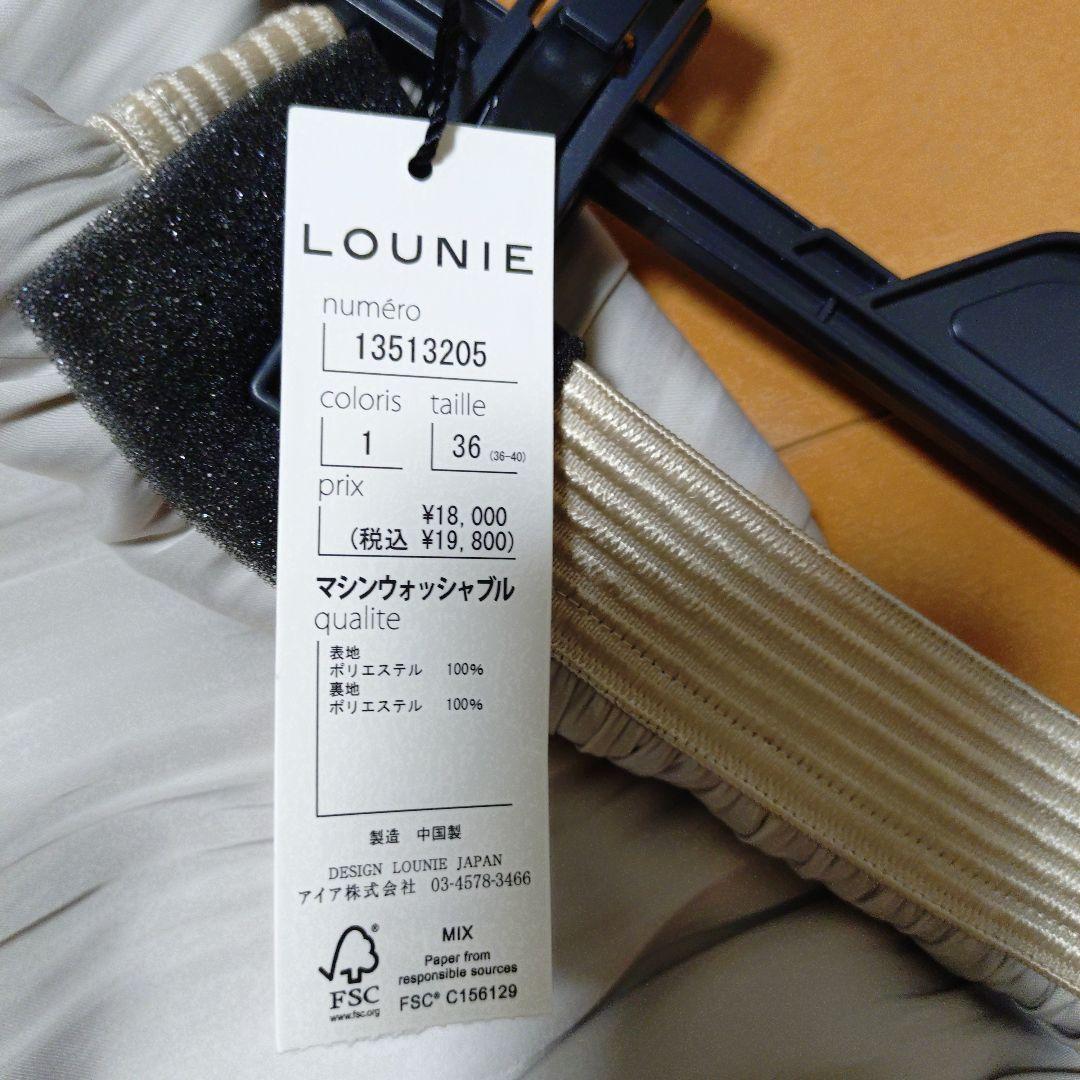 LOUNIE
numéro
13513205
coloris taille
1 36 (36-40)
prix
¥18,000
(税込 ¥19,800)
マシンウォッシャブル
qualite
表地
ポリエステル 100%
裏地
ポリエステル 100%
製造 中国製
DESIGN LOUNIE JAPAN
アイア株式会社 03-4578-3466
MIX
Paper from
responsible sources
FSC® C156129
®
FSC
www.fsc.org